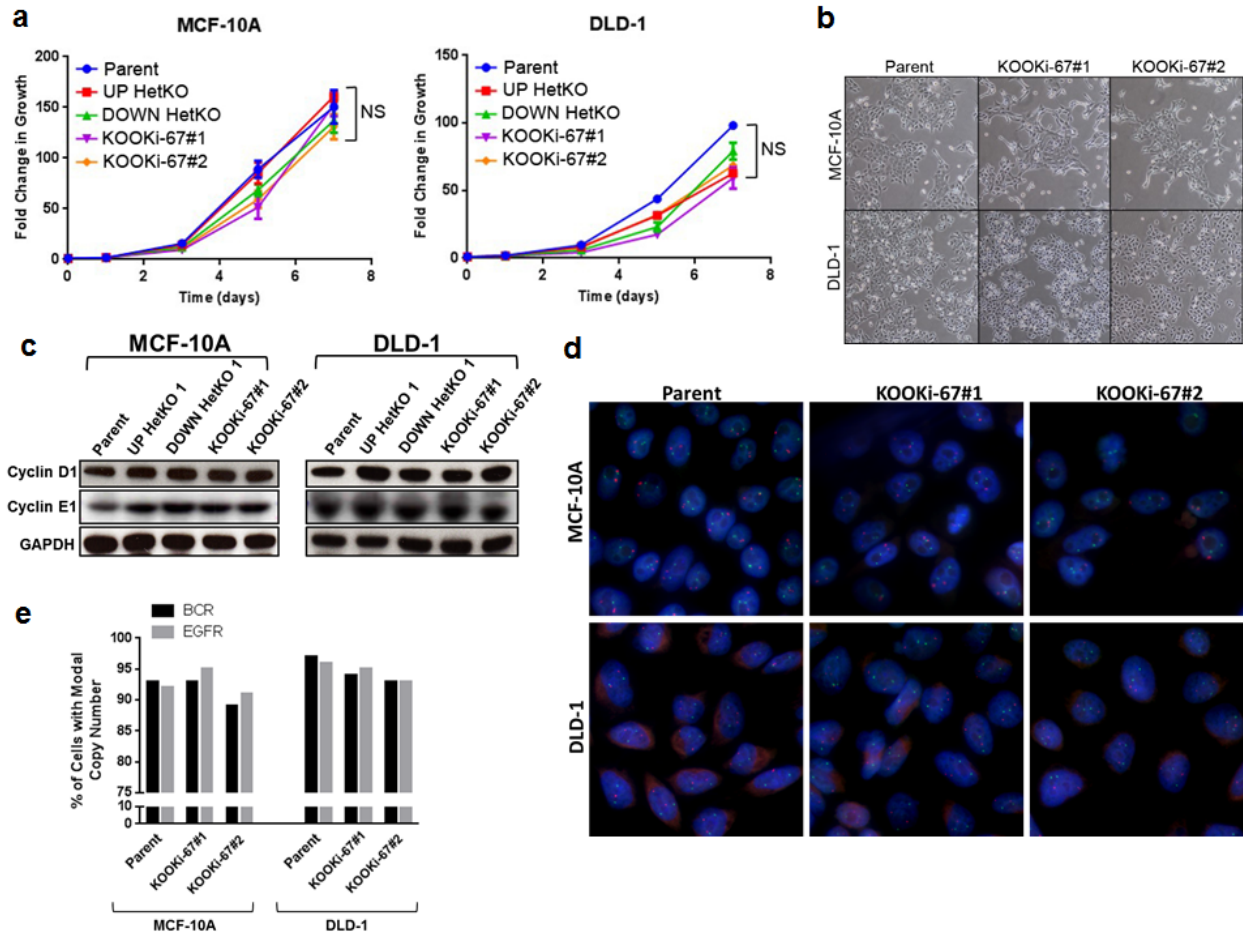 a
MCF-10A
Fold Change in Growth
200
150
100
50
0
0
2
4
6
8
Time (days)
Parent
UP HetKO
DOWN HetKO
KOOKi-67#1
KOOKi-67#2
NS
DLD-1
Fold Change in Growth
150
100
50
0
0
2
4
6
8
Time (days)
Parent
UP HetKO
DOWN HetKO
KOOKi-67#1
KOOKi-67#2
NS
b
Parent
KOOKi-67#1
KOOKi-67#2
MCF-10A
DLD-1
c
MCF-10A
DLD-1
Parent
UP HetKO 1
DOWN HetKO 1
KOOKi-67#1
KOOKi-67#2
Parent
UP HetKO 1
DOWN HetKO 1
KOOKi-67#1
KOOKi-67#2
Cyclin D1
Cyclin E1
GAPDH
d
Parent
KOOKi-67#1
KOOKi-67#2
MCF-10A
DLD-1
e
BCR
EGFR
% of Cells with Modal
Copy Number
100
95
90
85
80
75
10
0
Parent
KOOKi-67#1
KOOKi-67#2
Parent
KOOKi-67#1
KOOKi-67#2
MCF-10A
DLD-1